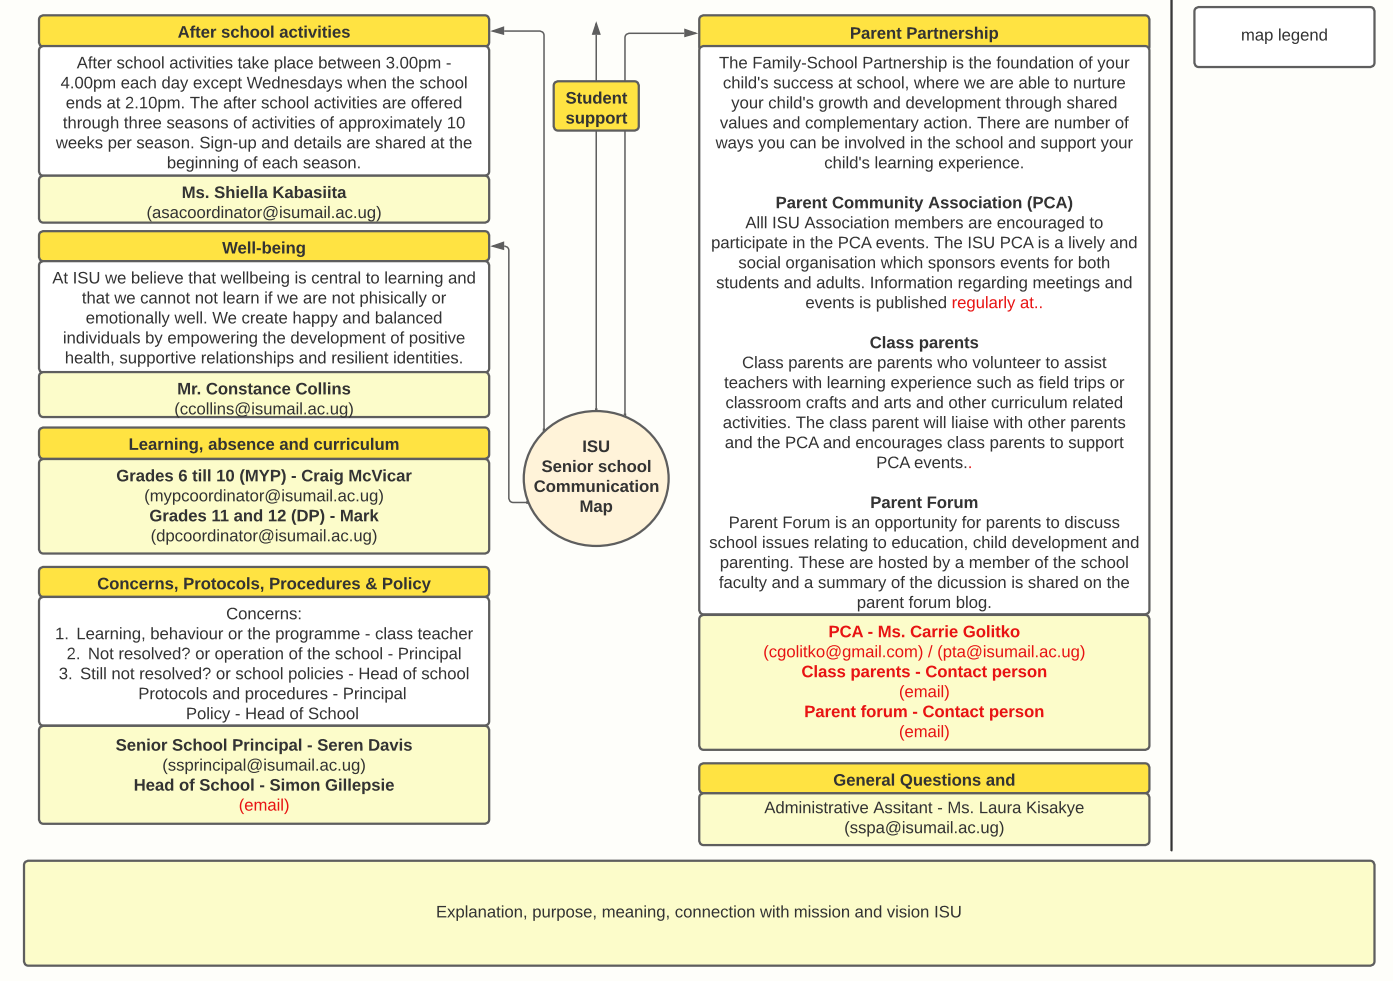 After school activities
After school activities take place between 3.00pm -
4.00pm each day except Wednesdays when the school
ends at 2.10pm. The after school activities are offered
through three seasons of activities of approximately 10
weeks per season. Sign-up and details are shared at the
beginning of each season.
Ms. Shiella Kabasiita
(asacoordinator@isumail.ac.ug)
Well-being
At ISU we believe that wellbeing is central to learning and
that we cannot not learn if we are not phisically or
emotionally well. We create happy and balanced
individuals by empowering the development of positive
health, supportive relationships and resilient identities.
Mr. Constance Collins
(ccollins@isumail.ac.ug)
Learning, absence and curriculum
Grades 6 till 10 (MYP) - Craig McVicar
(mypcoordinator@isumail.ac.ug)
Grades 11 and 12 (DP) - Mark
(dpcoordinator@isumail.ac.ug)
Concerns, Protocols, Procedures & Policy
Concerns:
1. Learning, behaviour or the programme - class teacher
2. Not resolved? or operation of the school - Principal
3. Still not resolved? or school policies - Head of school
Protocols and procedures - Principal
Policy - Head of School
Senior School Principal - Seren Davis
(ssprincipal@isumail.ac.ug)
Head of School - Simon Gillepsie
(email)
Student
support
ISU
Senior school
Communication
Map
Parent Partnership
The Family-School Partnership is the foundation of your
child's success at school, where we are able to nurture
your child's growth and development through shared
values and complementary action. There are number of
ways you can be involved in the school and support your
child's learning experience.
Parent Community Association (PCA)
Alll ISU Association members are encouraged to
participate in the PCA events. The ISU PCA is a lively and
social organisation which sponsors events for both
students and adults. Information regarding meetings and
events is published regularly at..
Class parents
Class parents are parents who volunteer to assist
teachers with learning experience such as field trips or
classroom crafts and arts and other curriculum related
activities. The class parent will liaise with other parents
and the PCA and encourages class parents to support
PCA events..
Parent Forum
Parent Forum is an opportunity for parents to discuss
school issues relating to education, child development and
parenting. These are hosted by a member of the school
faculty and a summary of the dicussion is shared on the
parent forum blog.
PCA - Ms. Carrie Golitko
(cgolitko@gmail.com) / (pta@isumail.ac.ug)
Class parents - Contact person
(email)
Parent forum - Contact person
(email)
General Questions and
Administrative Assitant - Ms. Laura Kisakye
(sspa@isumail.ac.ug)
map legend
Explanation, purpose, meaning, connection with mission and vision ISU